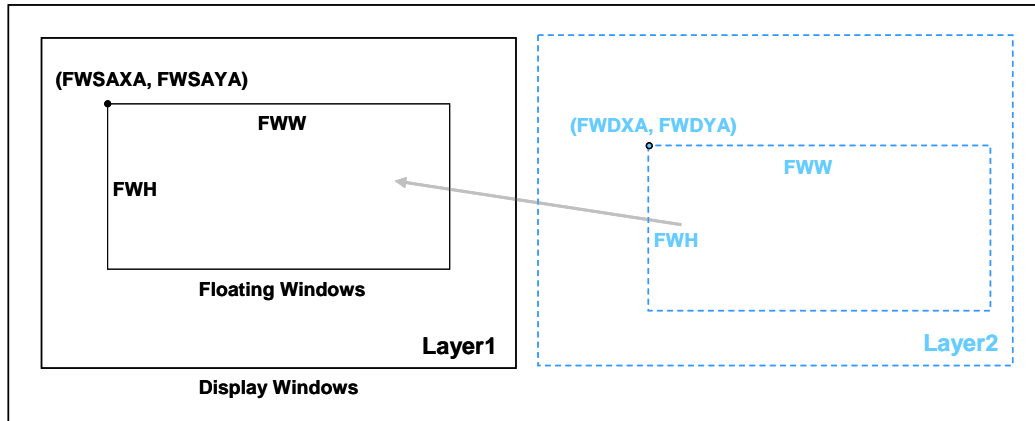 (FWSAXA, FWSAYA)
FWW
FWH
Floating Windows
Layer1
Display Windows
(FWDXA, FWDYA)
FWW
FWH
Layer2